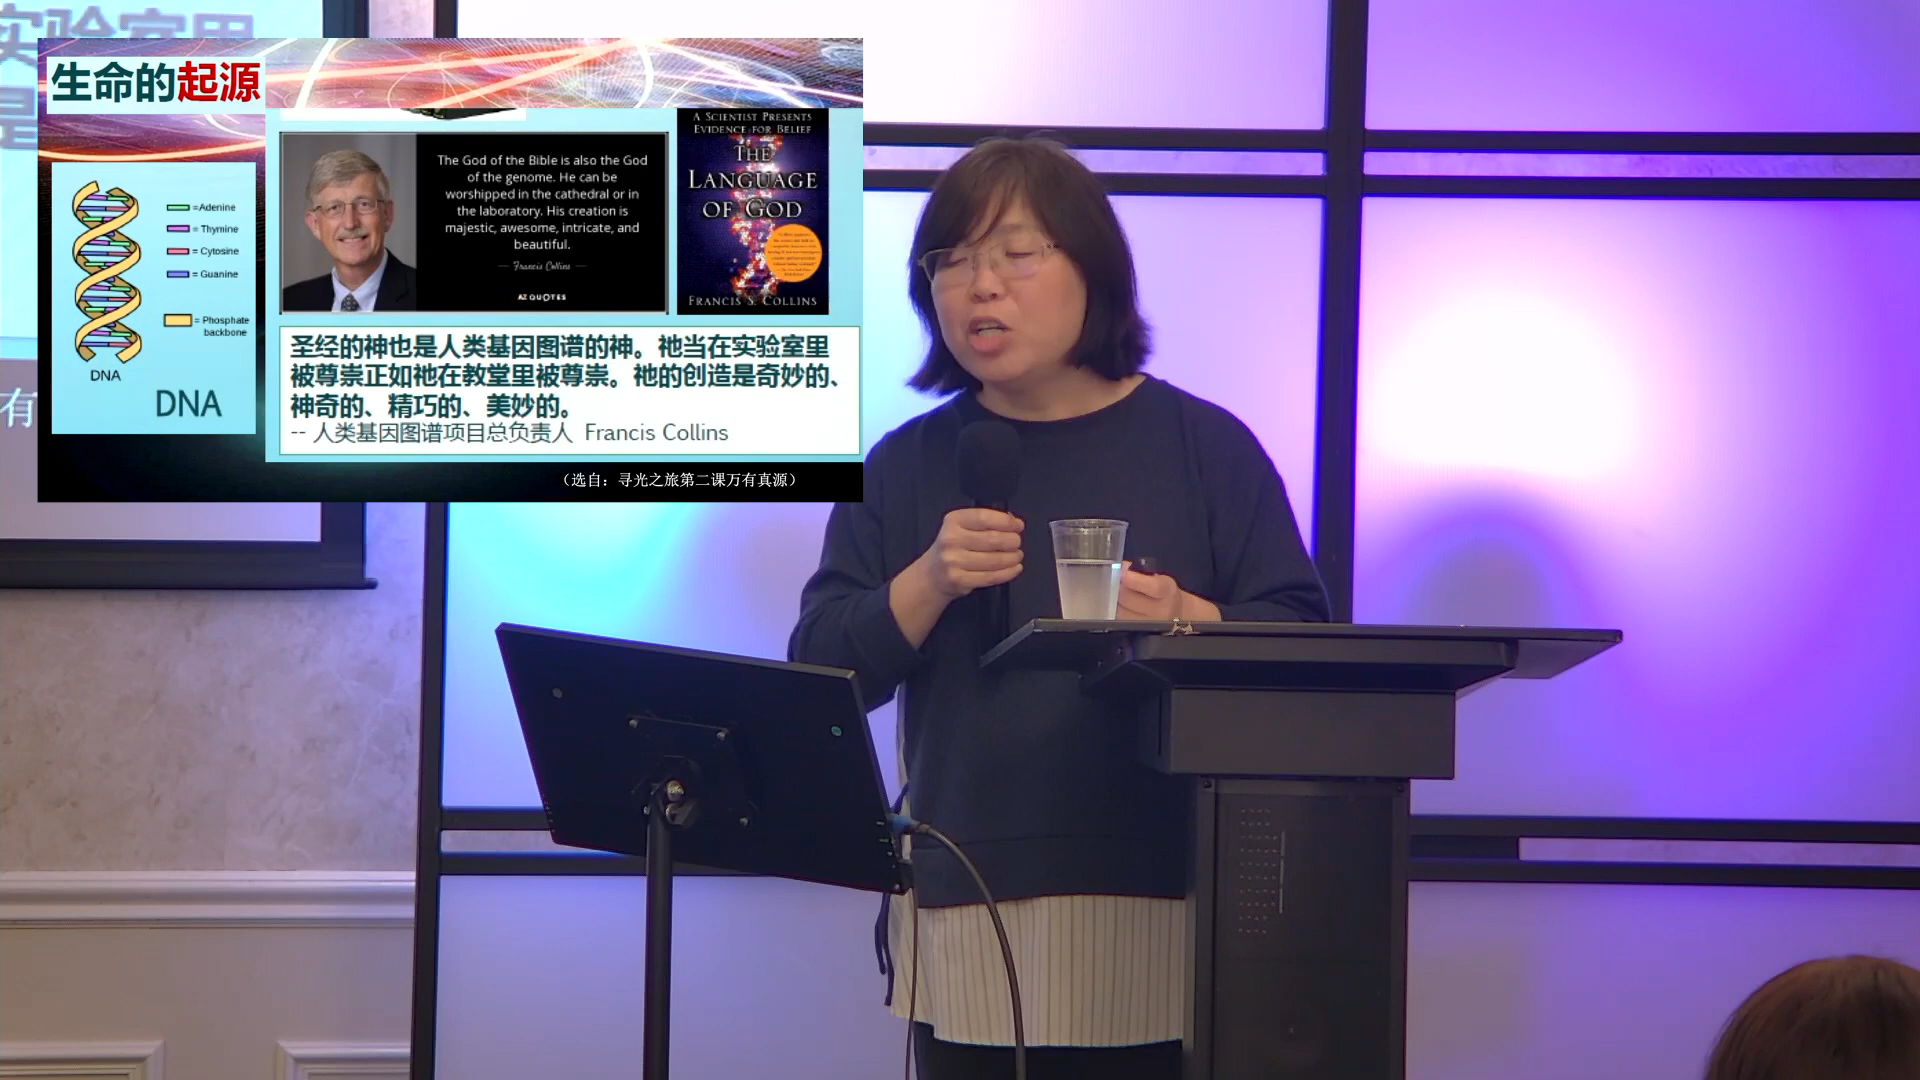 实验室里
是
有
生命的起源
=Adenine
= Thymine
= Cytosine
= Guanine
= Phosphate
backbone
DNA
DNA
The God of the Bible is also the God
of the genome. He can be
worshipped in the cathedral or in
the laboratory. His creation is
majestic, awesome, intricate, and
beautiful.
— Francis Collins —
AZ QUOTES
A SCIENTIST PRESENTS
EVIDENCE FOR BELIEF
THE
LANGUAGE
OF GOD
FRANCIS S. COLLINS
圣经的神也是人类基因图谱的神。祂当在实验室里
被尊崇正如祂在教堂里被尊崇。祂的创造是奇妙的、
神奇的、精巧的、美妙的。
-- 人类基因图谱项目总负责人 Francis Collins
（选自：寻光之旅第二课万有真源）